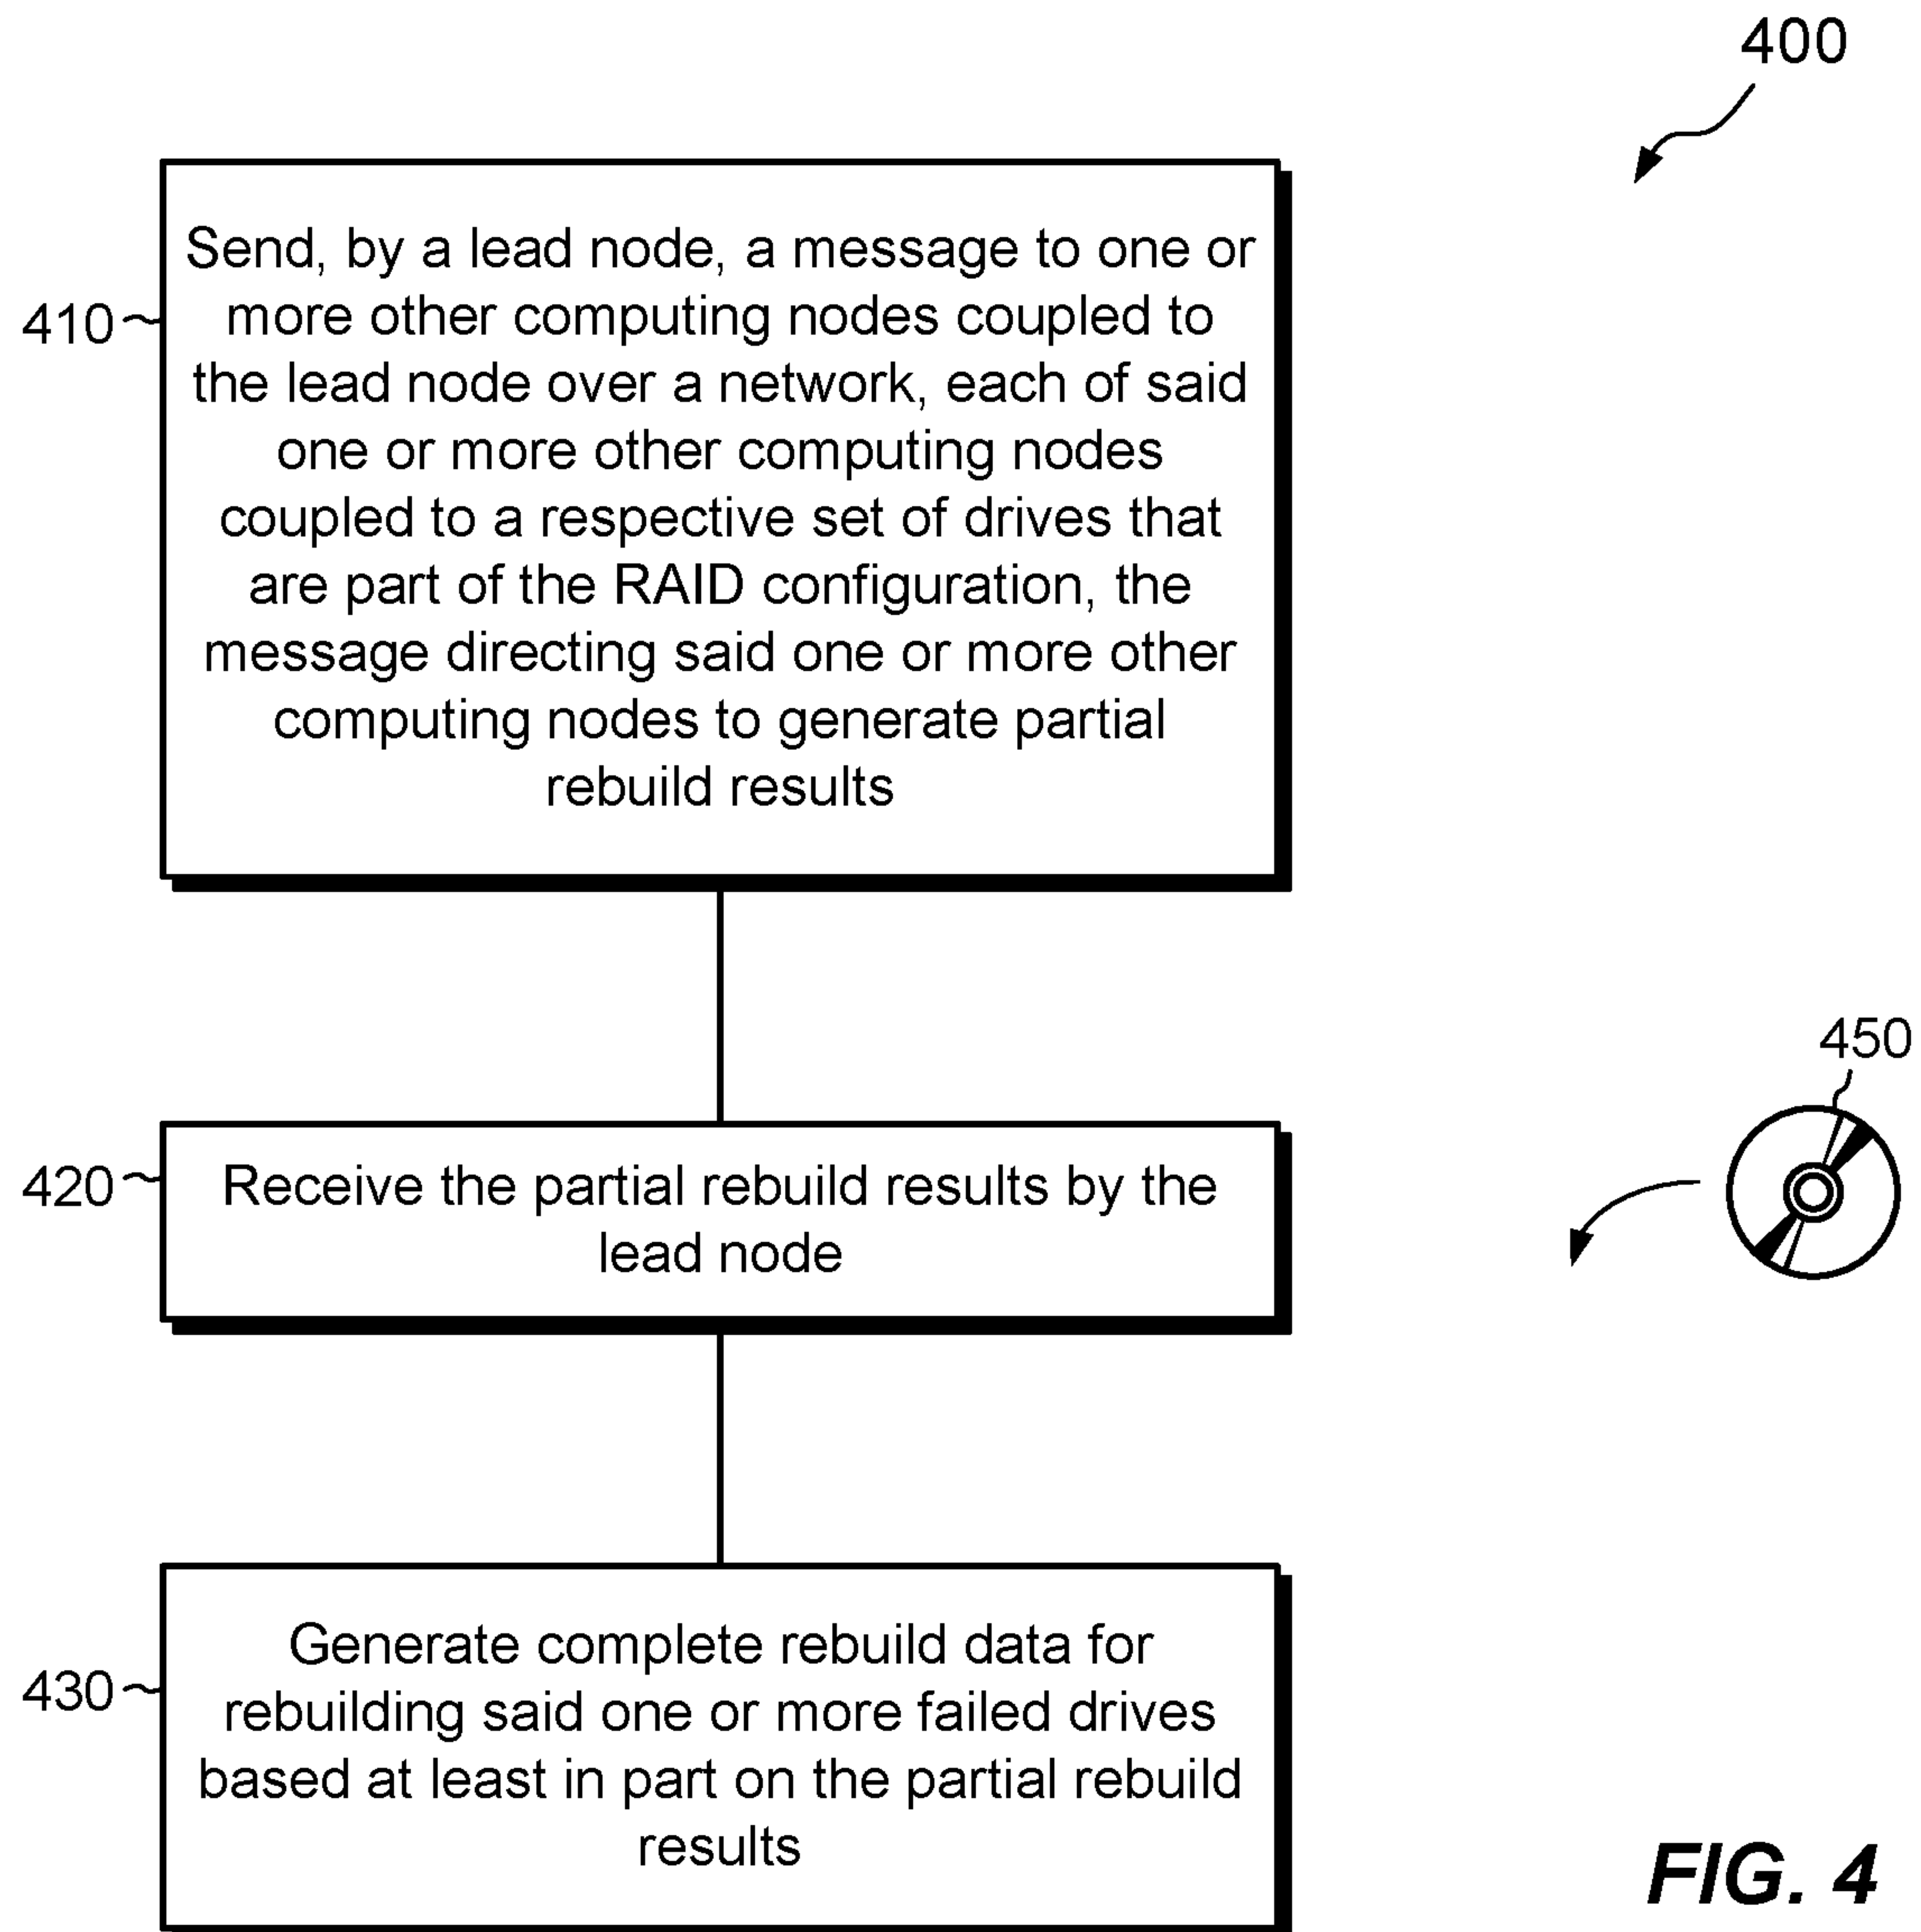 400
410
Send, by a lead node, a message to one or
more other computing nodes coupled to
the lead node over a network, each of said
one or more other computing nodes
coupled to a respective set of drives that
are part of the RAID configuration, the
message directing said one or more other
computing nodes to generate partial
rebuild results
450
420
Receive the partial rebuild results by the
lead node
430
Generate complete rebuild data for
rebuilding said one or more failed drives
based at least in part on the partial rebuild
results
FIG. 4